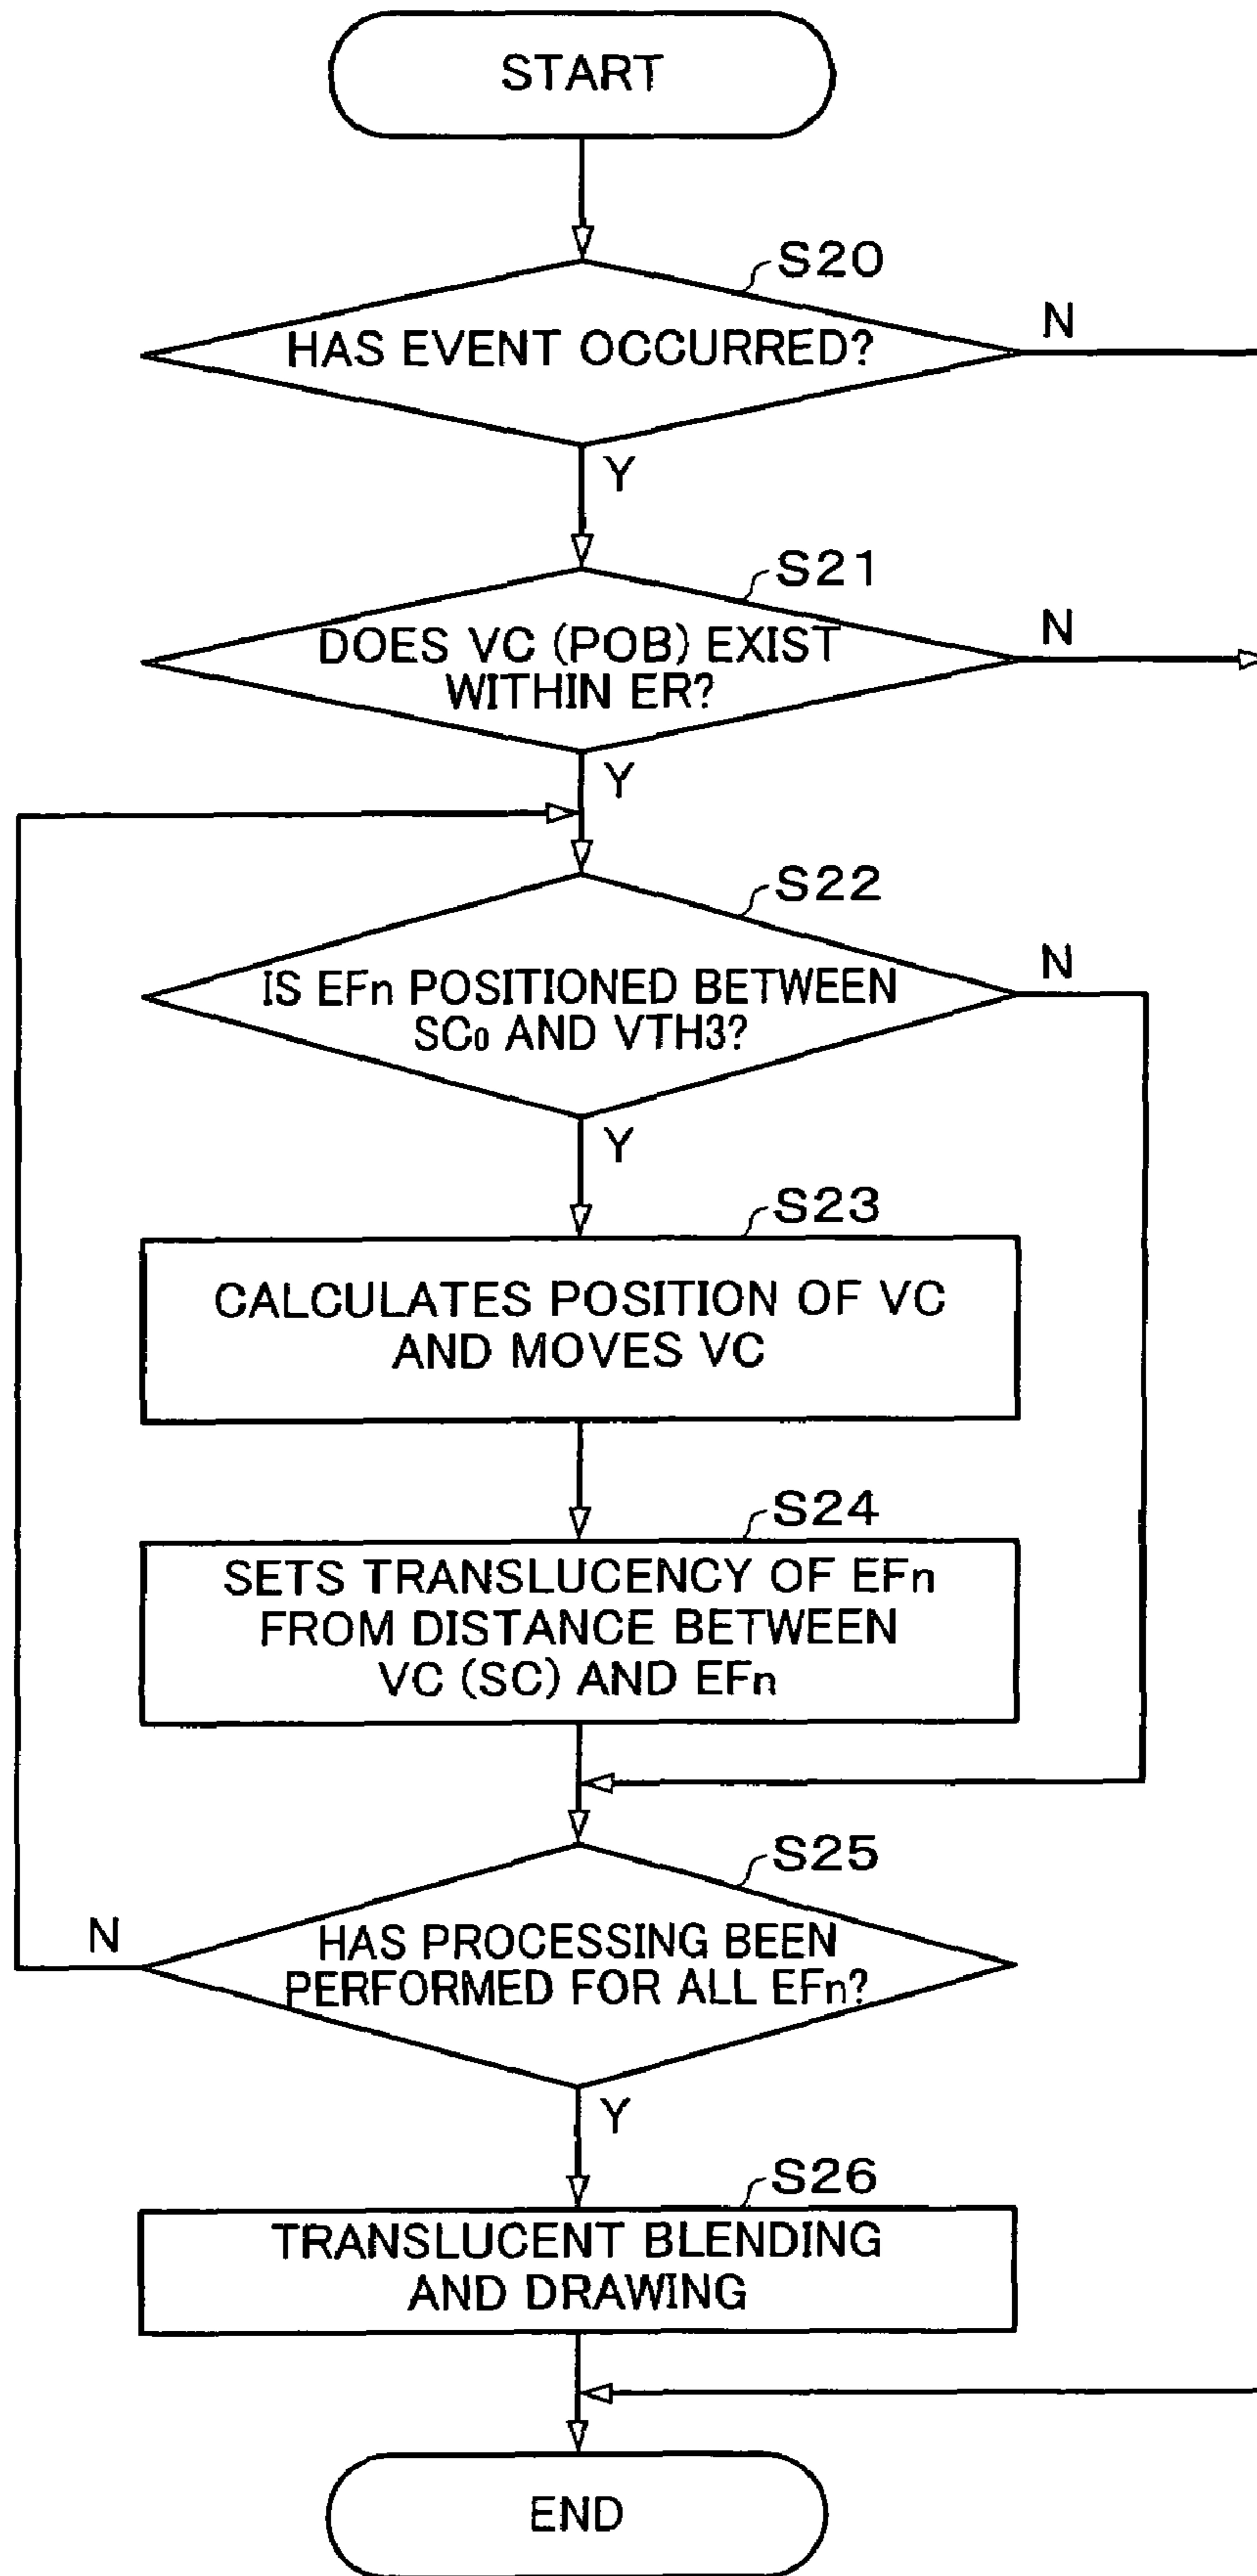 START
S20
HAS EVENT OCCURRED?
N
Y
S21
DOES VC (POB) EXIST
WITHIN ER?
N
Y
S22
IS EFn POSITIONED BETWEEN
SC₀ AND VTH3?
N
Y
S23
CALCULATES POSITION OF VC
AND MOVES VC
S24
SETS TRANSLUCENCY OF EFn
FROM DISTANCE BETWEEN
VC (SC) AND EFn
S25
HAS PROCESSING BEEN
PERFORMED FOR ALL EFn?
N
Y
S26
TRANSLUCENT BLENDING
AND DRAWING
END